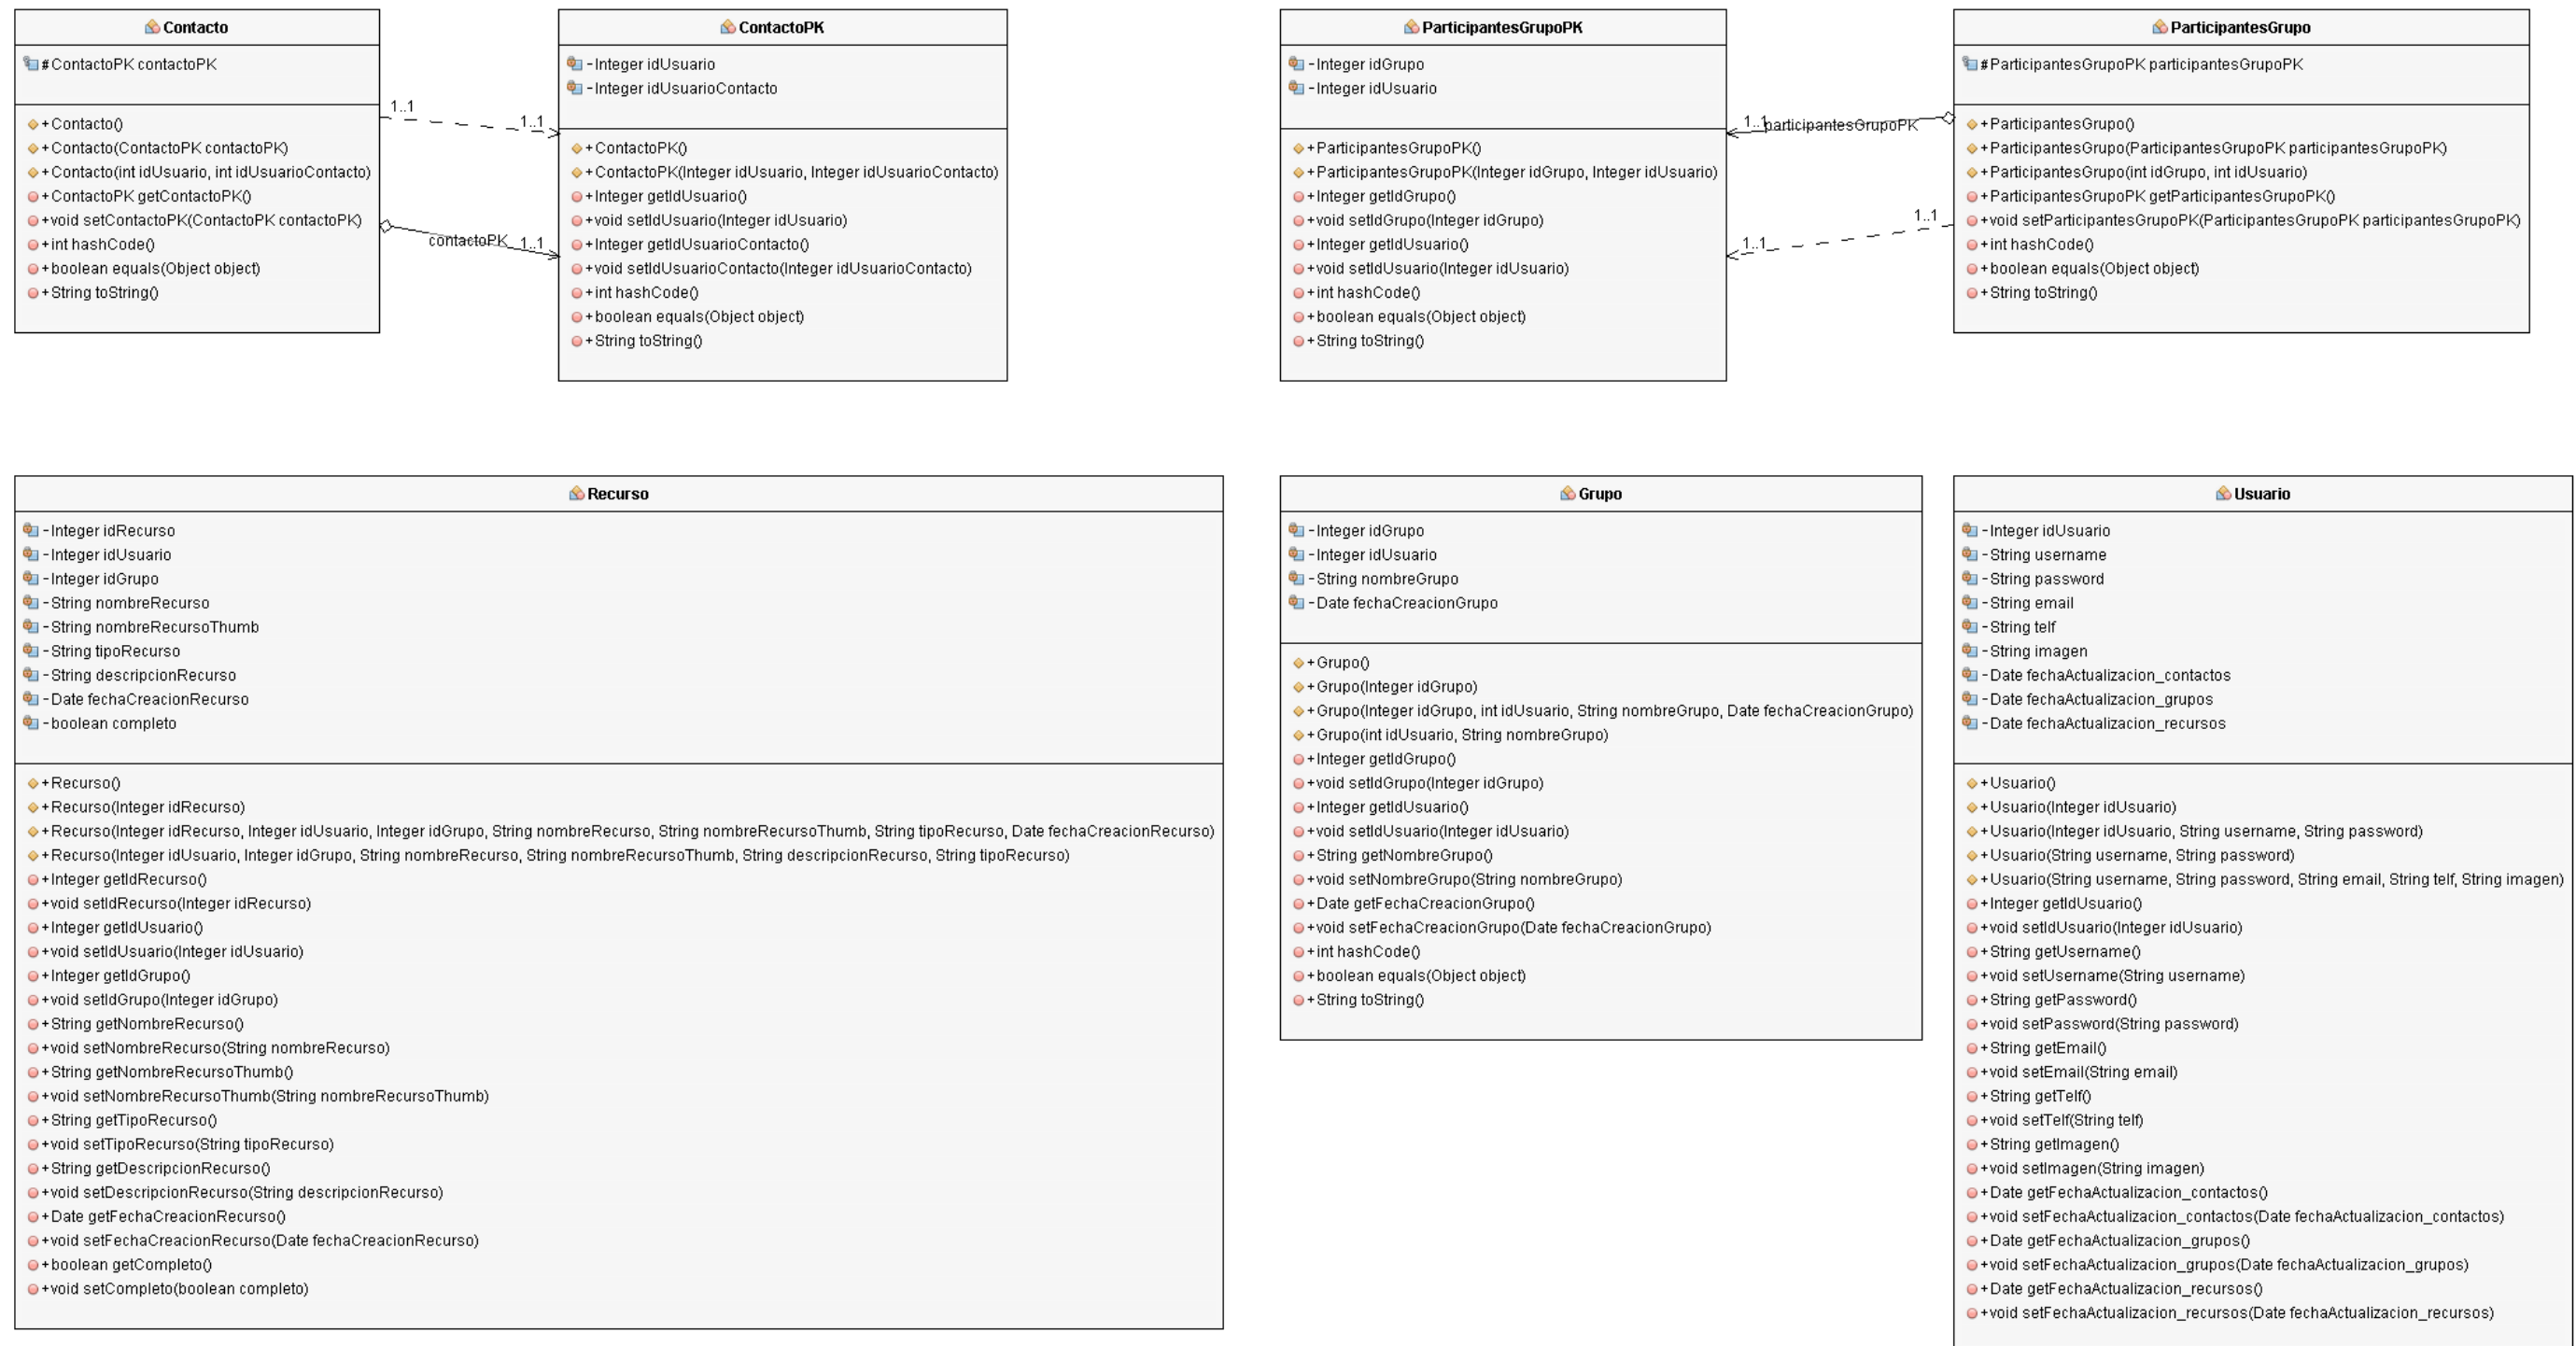 Contacto
#ContactoPK contactoPK
+Contacto()
+Contacto(ContactoPK contactoPK)
+Contacto(int idUsuario, int idUsuarioContacto)
+ContactoPK getContactoPK()
+void setContactoPK(ContactoPK contactoPK)
+int hashCode()
+boolean equals(Object object)
+String toString()
1..1
1..1
contactoPK
1..1
ContactoPK
-Integer idUsuario
-Integer idUsuarioContacto
+ContactoPK()
+ContactoPK(Integer idUsuario, Integer idUsuarioContacto)
+Integer getIdUsuario()
+void setIdUsuario(Integer idUsuario)
+Integer getIdUsuarioContacto()
+void setIdUsuarioContacto(Integer idUsuarioContacto)
+int hashCode()
+boolean equals(Object object)
+String toString()
ParticipantesGrupoPK
-Integer idGrupo
-Integer idUsuario
+ParticipantesGrupoPK()
+ParticipantesGrupoPK(Integer idGrupo, Integer idUsuario)
+Integer getIdGrupo()
+void setIdGrupo(Integer idGrupo)
+Integer getIdUsuario()
+void setIdUsuario(Integer idUsuario)
+int hashCode()
+boolean equals(Object object)
+String toString()
1..1
participantesGrupoPK
1..1
1..1
ParticipantesGrupo
#ParticipantesGrupoPK participantesGrupoPK
+ParticipantesGrupo()
+ParticipantesGrupo(ParticipantesGrupoPK participantesGrupoPK)
+ParticipantesGrupo(int idGrupo, int idUsuario)
+ParticipantesGrupoPK getParticipantesGrupoPK()
+void setParticipantesGrupoPK(ParticipantesGrupoPK participantesGrupoPK)
+int hashCode()
+boolean equals(Object object)
+String toString()
Recurso
-Integer idRecurso
-Integer idUsuario
-Integer idGrupo
-String nombreRecurso
-String nombreRecursoThumb
-String tipoRecurso
-String descripcionRecurso
-Date fechaCreacionRecurso
-boolean completo
+Recurso()
+Recurso(Integer idRecurso)
+Recurso(Integer idRecurso, Integer idUsuario, Integer idGrupo, String nombreRecurso, String nombreRecursoThumb, String tipoRecurso, Date fechaCreacionRecurso)
+Recurso(Integer idUsuario, Integer idGrupo, String nombreRecurso, String nombreRecursoThumb, String descripcionRecurso, String tipoRecurso)
+Integer getIdRecurso()
+void setIdRecurso(Integer idRecurso)
+Integer getIdUsuario()
+void setIdUsuario(Integer idUsuario)
+Integer getIdGrupo()
+void setIdGrupo(Integer idGrupo)
+String getNombreRecurso()
+void setNombreRecurso(String nombreRecurso)
+String getNombreRecursoThumb()
+void setNombreRecursoThumb(String nombreRecursoThumb)
+String getTipoRecurso()
+void setTipoRecurso(String tipoRecurso)
+String getDescripcionRecurso()
+void setDescripcionRecurso(String descripcionRecurso)
+Date getFechaCreacionRecurso()
+void setFechaCreacionRecurso(Date fechaCreacionRecurso)
+boolean getCompleto()
+void setCompleto(boolean completo)
Grupo
-Integer idGrupo
-Integer idUsuario
-String nombreGrupo
-Date fechaCreacionGrupo
+Grupo()
+Grupo(Integer idGrupo)
+Grupo(Integer idGrupo, int idUsuario, String nombreGrupo, Date fechaCreacionGrupo)
+Grupo(int idUsuario, String nombreGrupo)
+Integer getIdGrupo()
+void setIdGrupo(Integer idGrupo)
+Integer getIdUsuario()
+void setIdUsuario(Integer idUsuario)
+String getNombreGrupo()
+void setNombreGrupo(String nombreGrupo)
+Date getFechaCreacionGrupo()
+void setFechaCreacionGrupo(Date fechaCreacionGrupo)
+int hashCode()
+boolean equals(Object object)
+String toString()
Usuario
-Integer idUsuario
-String username
-String password
-String email
-String telf
-String imagen
-Date fechaActualizacion_contactos
-Date fechaActualizacion_grupos
-Date fechaActualizacion_recursos
+Usuario()
+Usuario(Integer idUsuario)
+Usuario(Integer idUsuario, String username, String password)
+Usuario(String username, String password)
+Usuario(String username, String password, String email, String telf, String imagen)
+Integer getIdUsuario()
+void setIdUsuario(Integer idUsuario)
+String getUsername()
+void setUsername(String username)
+String getPassword()
+void setPassword(String password)
+String getEmail()
+void setEmail(String email)
+String getTelf()
+void setTelf(String telf)
+String getImagen()
+void setImagen(String imagen)
+Date getFechaActualizacion_contactos()
+void setFechaActualizacion_contactos(Date fechaActualizacion_contactos)
+Date getFechaActualizacion_grupos()
+void setFechaActualizacion_grupos(Date fechaActualizacion_grupos)
+Date getFechaActualizacion_recursos()
+void setFechaActualizacion_recursos(Date fechaActualizacion_recursos)